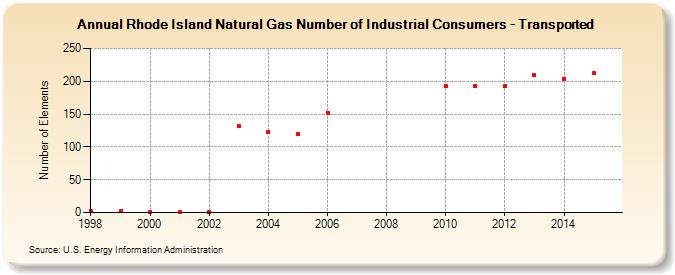 Annual Rhode Island Natural Gas Number of Industrial Consumers - Transported
Number of Elements
250
200
150
100
50
0
1998 2000 2002 2004 2006 2008 2010 2012 2014
Source: U.S. Energy Information Administration